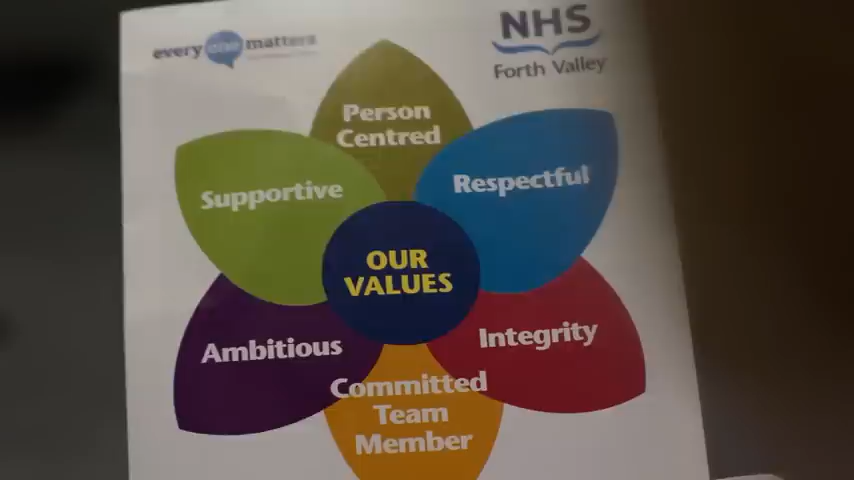 every one matters
NHS
Forth Valley
Person
Centred
Supportive
Respectful
OUR
VALUES
Ambitious
Integrity
Committed
Team
Member